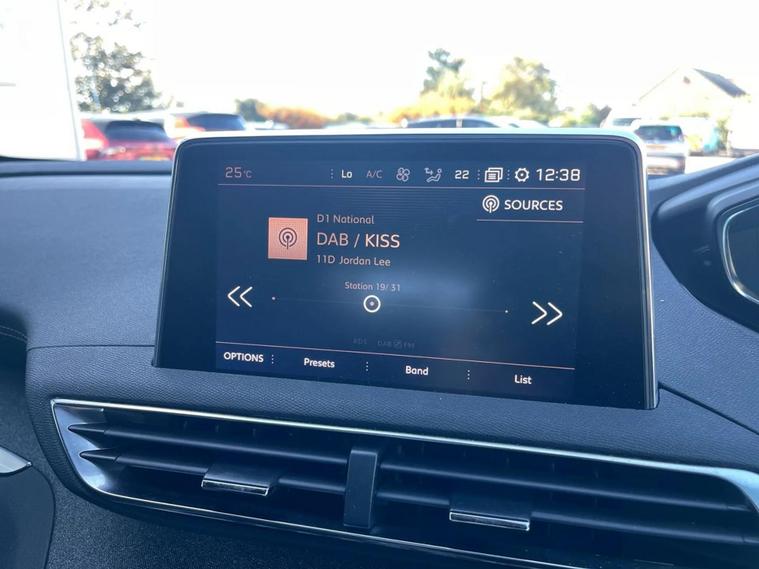 25 °C Lo A/C 22 12:38
SOURCES
D1 National
DAB / KISS
11D Jordan Lee
Station 19/ 31
ADS DAB FM
OPTIONS Presets Band List